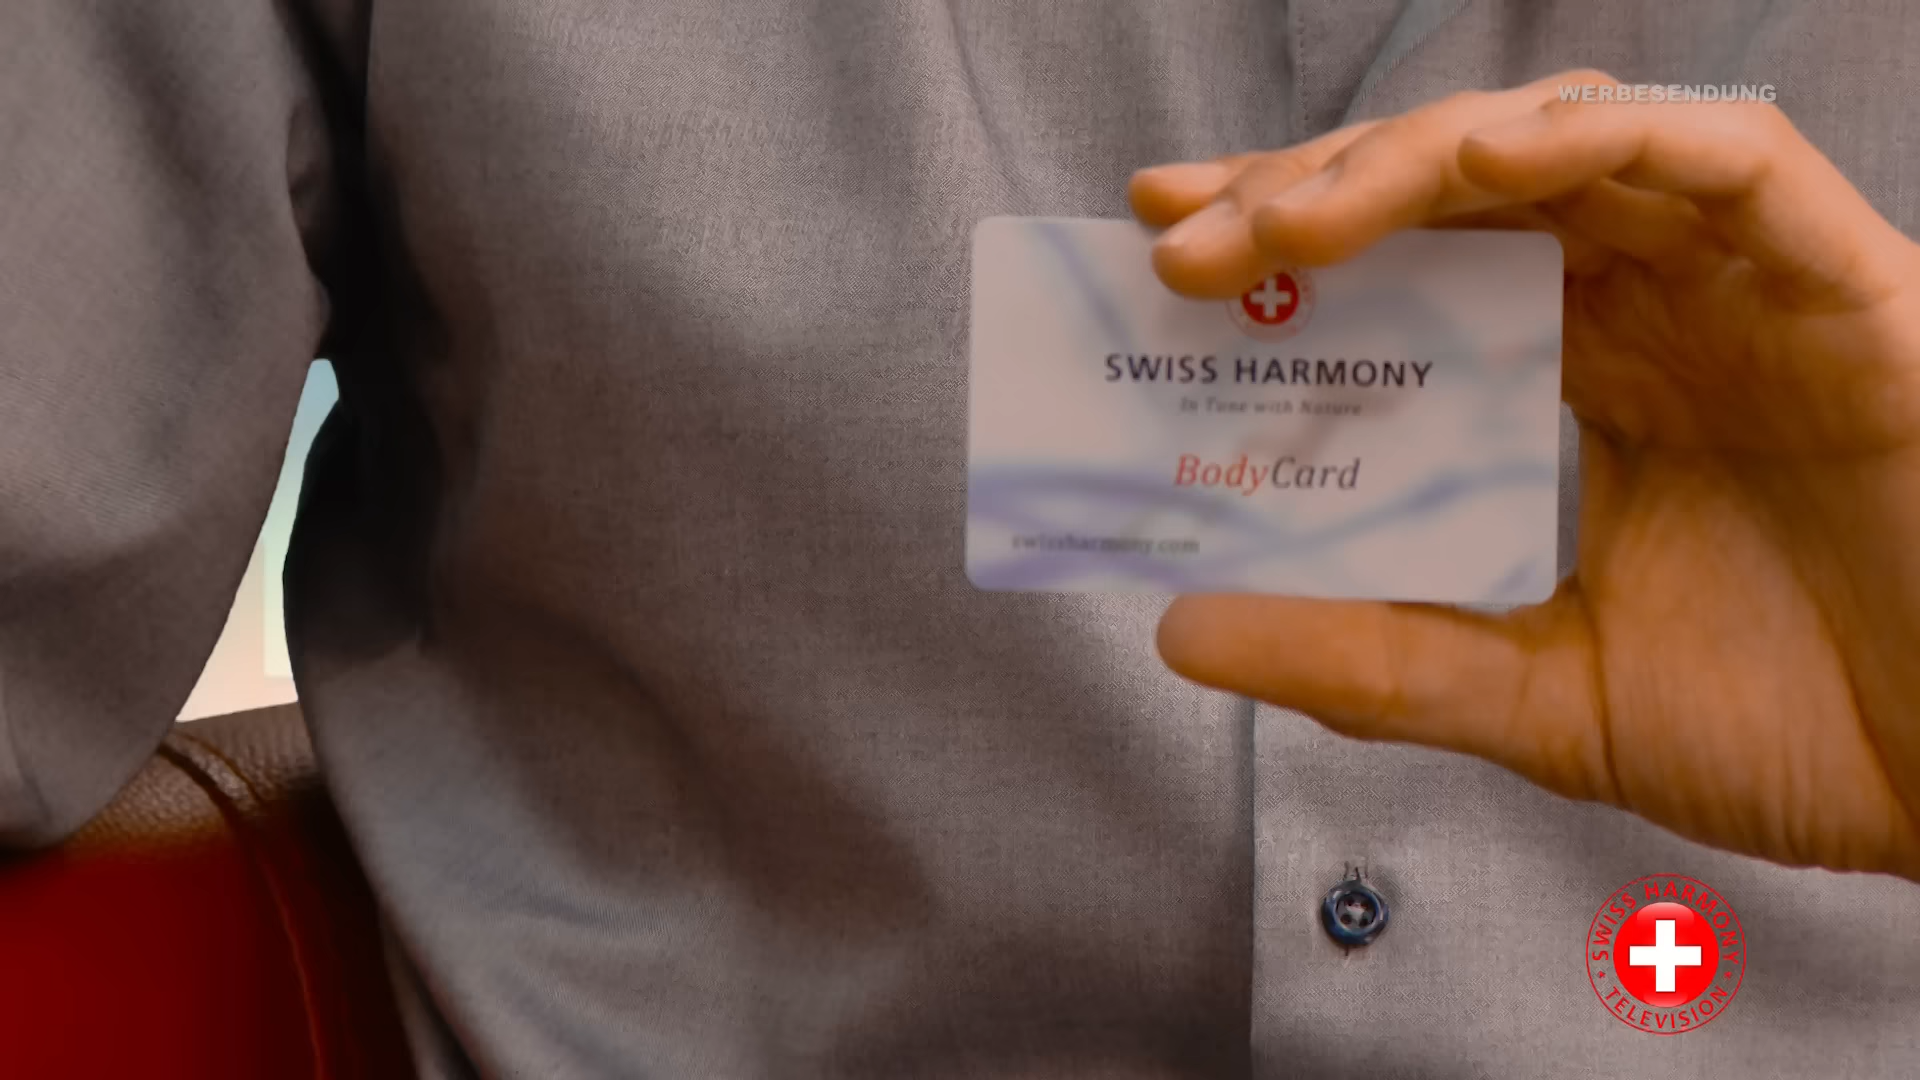 WERBESENDUNG
SWISS HARMONY
In Tune with Nature
BodyCard
swissharmony.com
SWISS HARMONY
TELEVISION